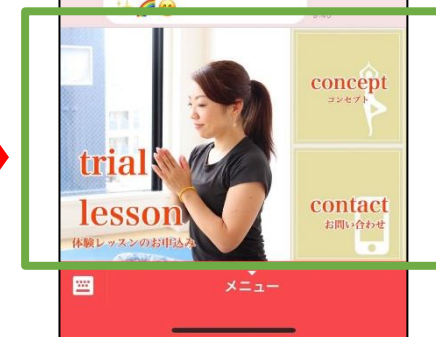 trial
lesson
体験レッスンのお申込み
concept
コンセプト
contact
お問い合わせ
メニュー